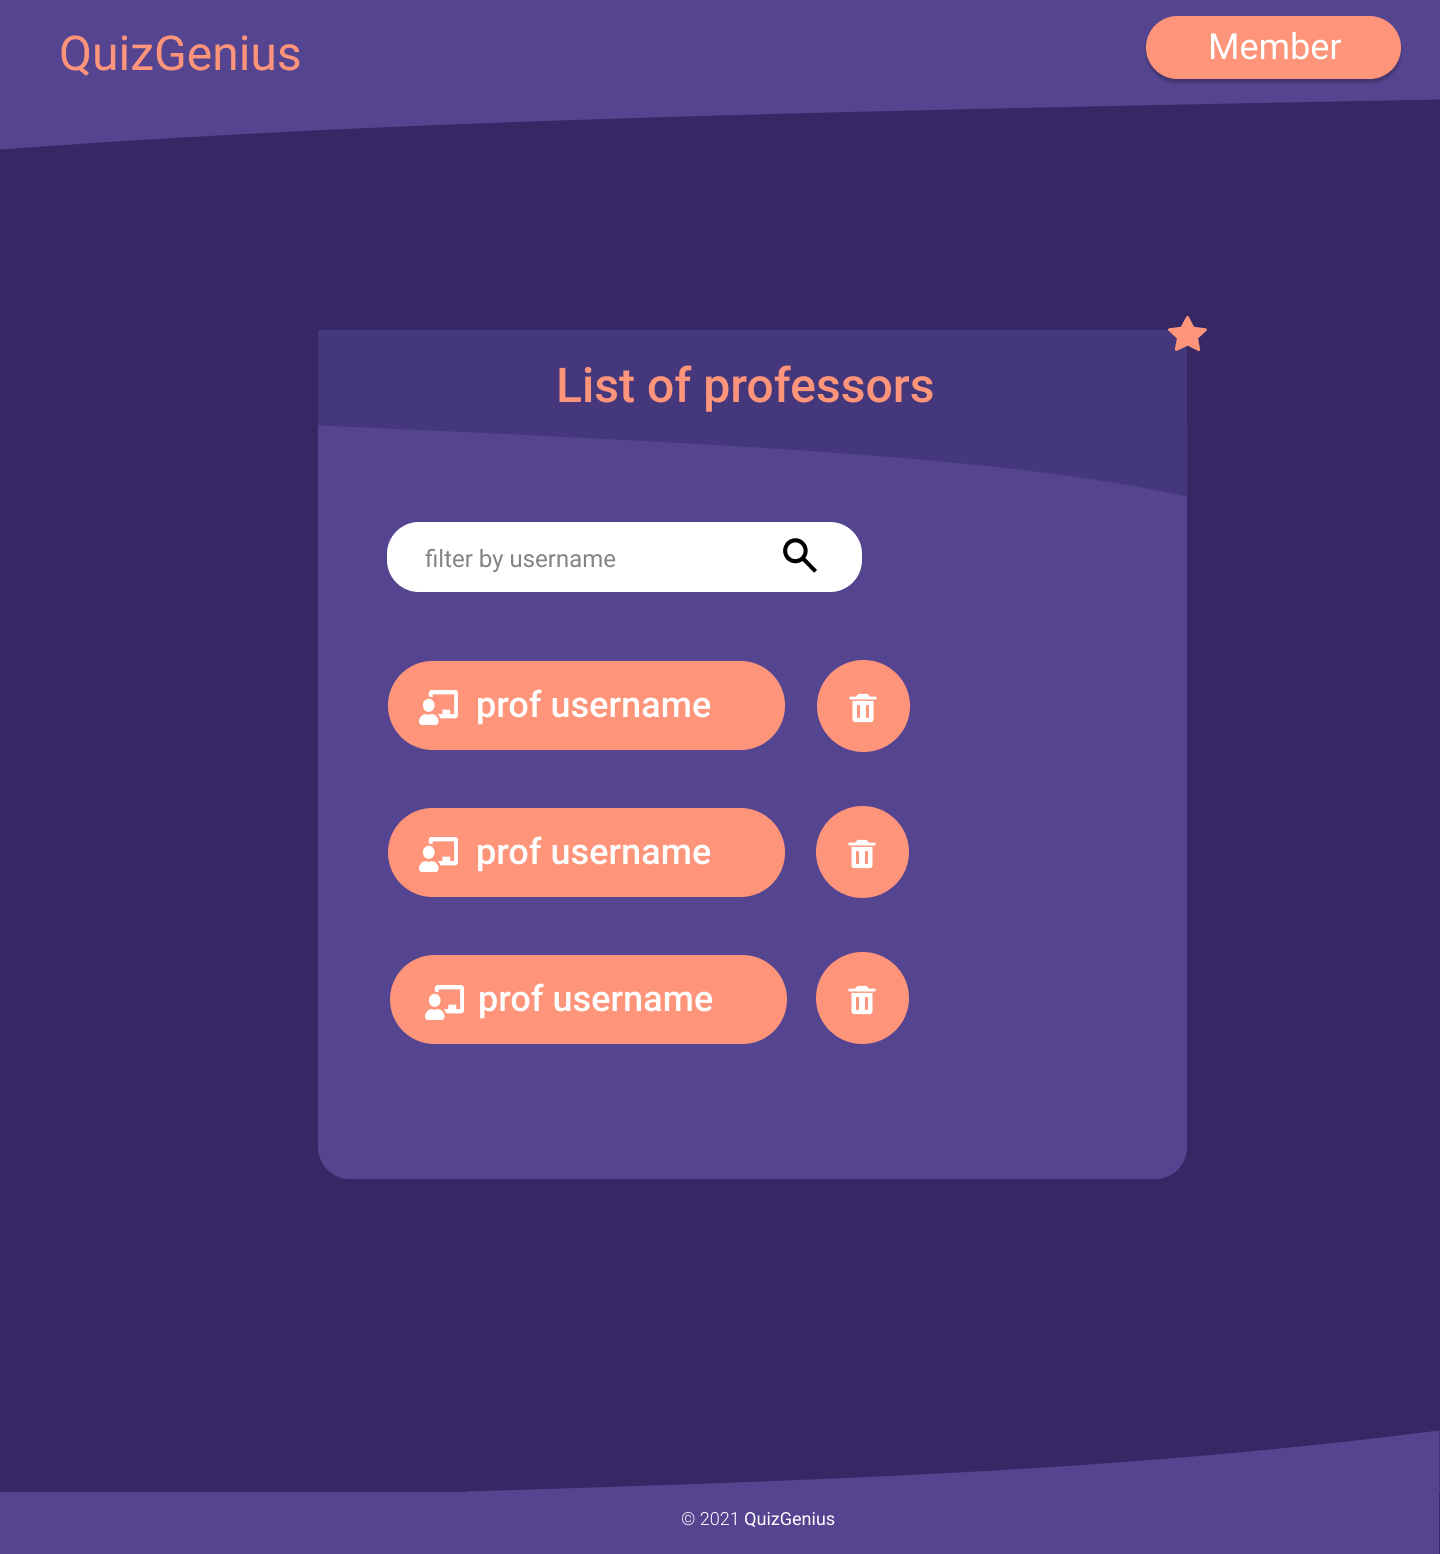 QuizGenius
Member
List of professors
filter by username
prof username
prof username
prof username
© 2021 QuizGenius